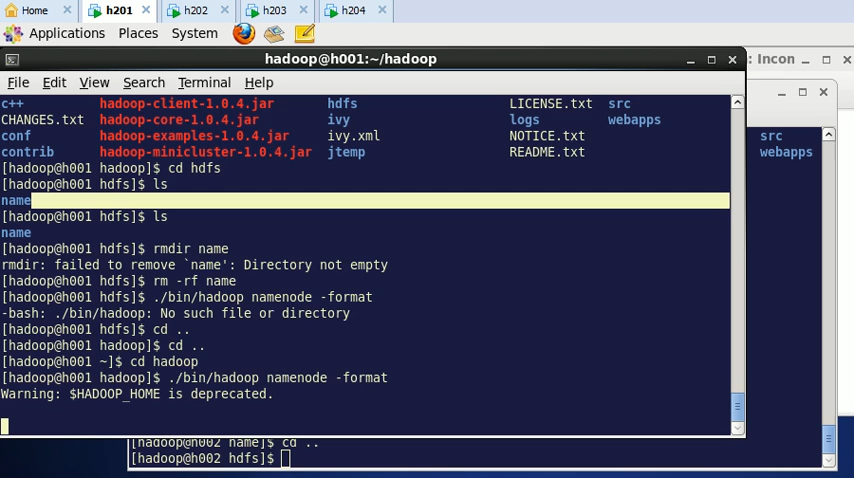 Home h201 h202 h203 h204
Applications Places System
hadoop@h001:~/hadoop : Incon
File Edit View Search Terminal Help
c++ hadoop-client-1.0.4.jar hdfs LICENSE.txt src
CHANGES.txt hadoop-core-1.0.4.jar ivy logs webapps
conf hadoop-examples-1.0.4.jar ivy.xml NOTICE.txt src
contrib hadoop-minicluster-1.0.4.jar jtemp README.txt webapps
[hadoop@h001 hadoop]$ cd hdfs
[hadoop@h001 hdfs]$ ls
name
[hadoop@h001 hdfs]$ ls
name
[hadoop@h001 hdfs]$ rmdir name
rmdir: failed to remove `name': Directory not empty
[hadoop@h001 hdfs]$ rm -rf name
[hadoop@h001 hdfs]$ ./bin/hadoop namenode -format
-bash: ./bin/hadoop: No such file or directory
[hadoop@h001 hdfs]$ cd ..
[hadoop@h001 hadoop]$ cd ..
[hadoop@h001 ~]$ cd hadoop
[hadoop@h001 hadoop]$ ./bin/hadoop namenode -format
Warning: $HADOOP_HOME is deprecated.
[hadoop@h002 name]$ cd ..
[hadoop@h002 hdfs]$